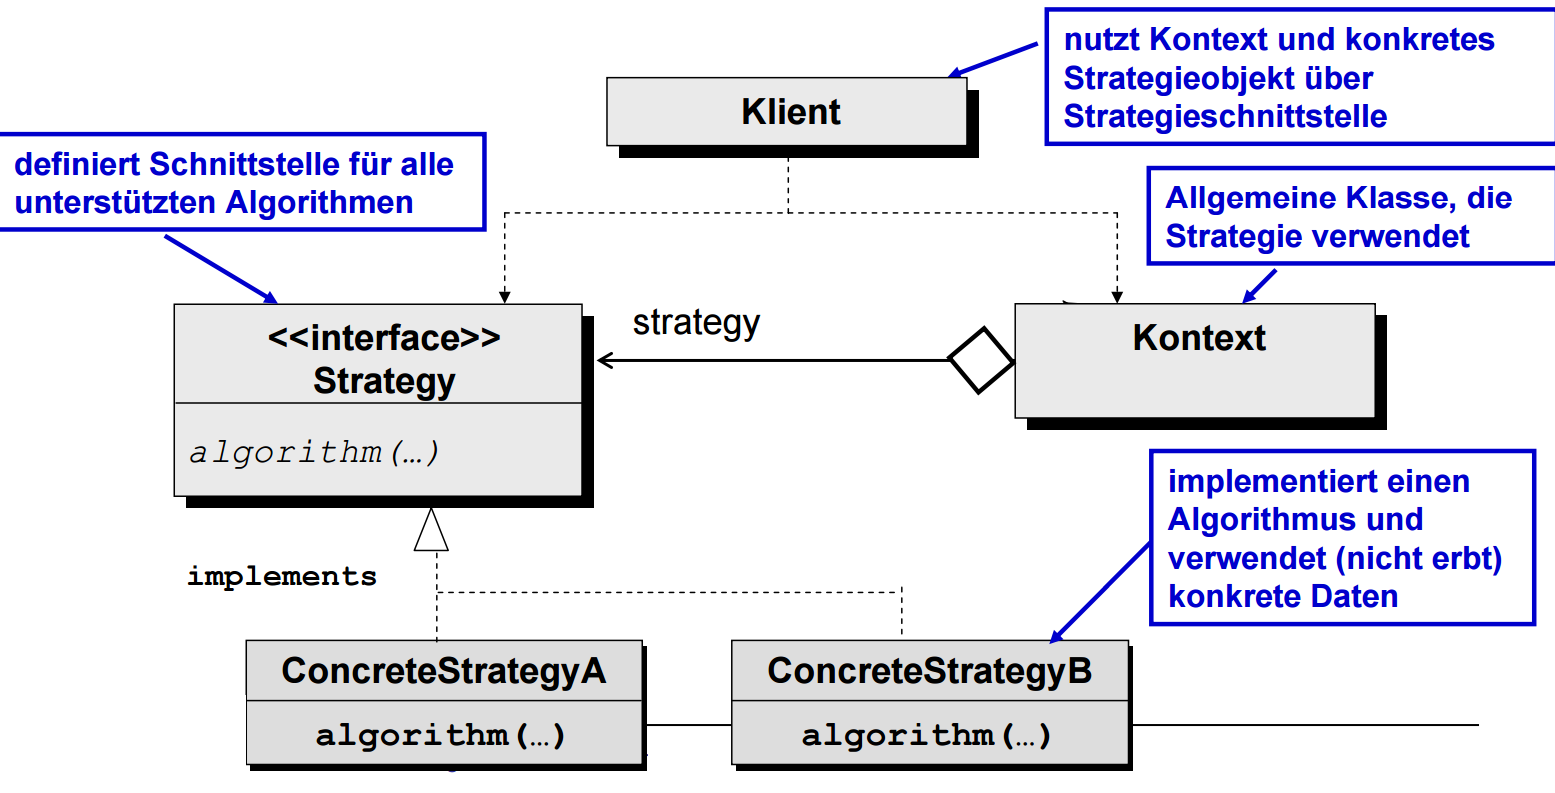 nutzt Kontext und konkretes
Strategieobjekt über
Strategieschnittstelle
Klient
definiert Schnittstelle für alle
unterstützten Algorithmen
Allgemeine Klasse, die
Strategie verwendet
<<interface>>
Strategy
algorithm(…)
strategy
Kontext
implementiert einen
Algorithmus und
verwendet (nicht erbt)
konkrete Daten
implements
ConcreteStrategyA
algorithm(…)
ConcreteStrategyB
algorithm(…)